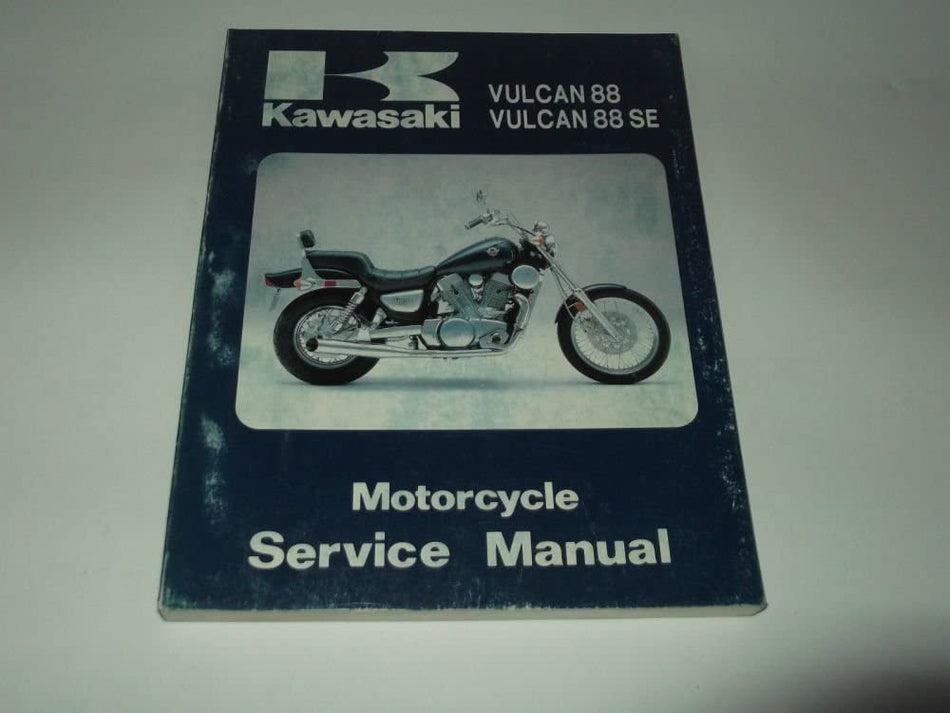 Kawasaki
VULCAN 88
VULCAN 88 SE
Motorcycle
Service Manual